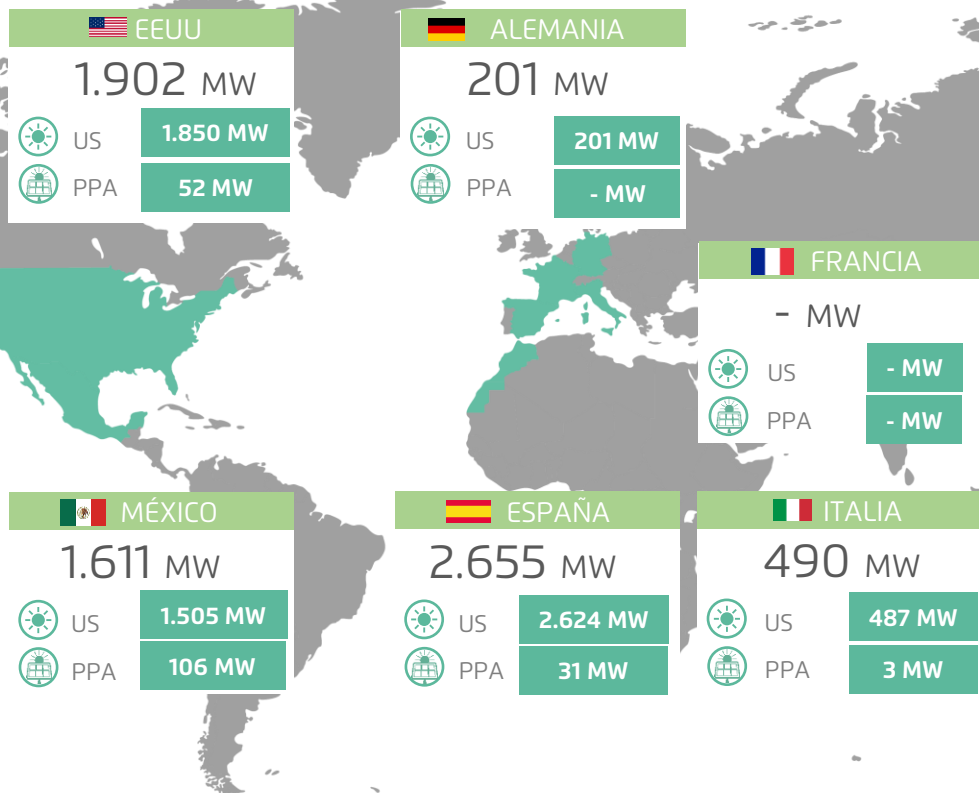 EEUU
1.902 MW
US 1.850 MW
PPA 52 MW
ALEMANIA
201 MW
US 201 MW
PPA - MW
FRANCIA
- MW
US - MW
PPA - MW
MÉXICO
1.611 MW
US 1.505 MW
PPA 106 MW
ESPAÑA
2.655 MW
US 2.624 MW
PPA 31 MW
ITALIA
490 MW
US 487 MW
PPA 3 MW